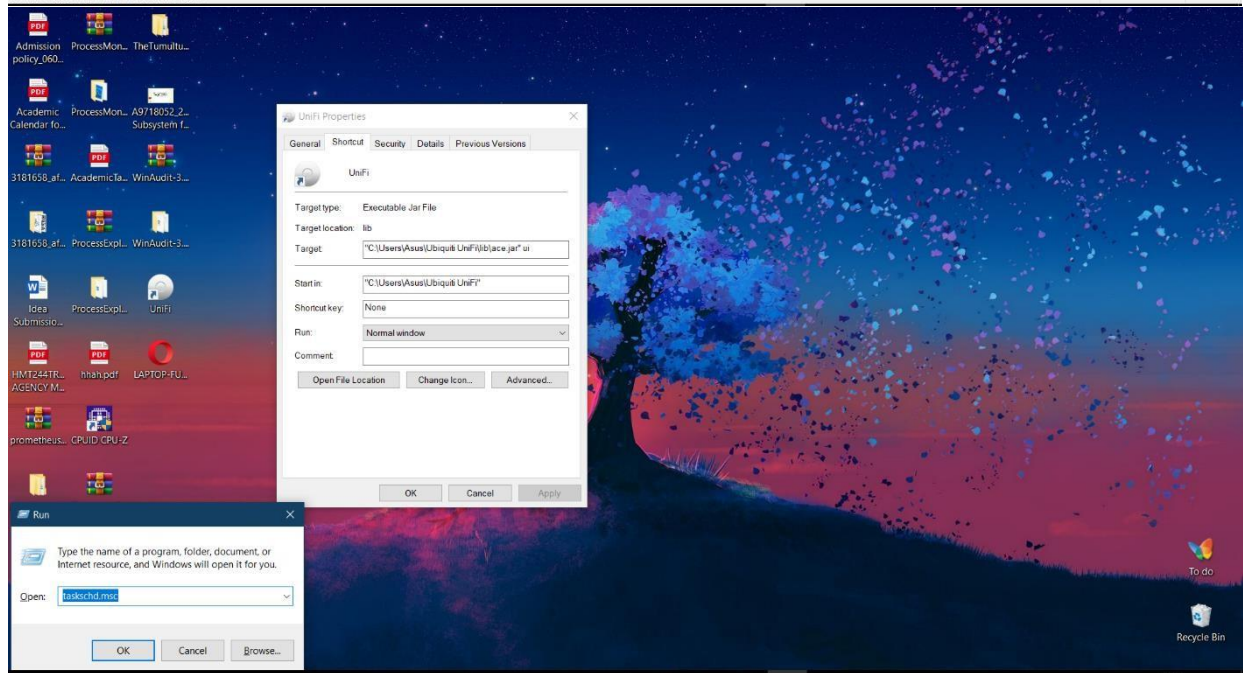 Admission
policy_060...
ProcessMon...
TheTumultu...
Academic
Calendar fo...
ProcessMon...
A9718052_2...
Subsystem f...
3181658_af...
AcademicTa...
WinAudit-3....
3181658_af...
ProcessExpl...
WinAudit-3....
Idea
Submissio...
ProcessExpl...
UniFi
HMT244TR...
AGENCY M...
hhah.pdf
LAPTOP-FU...
prometheus...
CPUID CPU-Z
UniFi Properties
General Shortcut Security Details Previous Versions
UniFi
Target type: Executable Jar File
Target location: lib
Target: "C:\Users\Asus\Ubiquiti UniFi\lib\ace.jar" ui
Start in: "C:\Users\Asus\Ubiquiti UniFi"
Shortcut key: None
Run: Normal window
Comment:
Open File Location Change Icon... Advanced...
OK Cancel Apply
Run
Type the name of a program, folder, document, or
Internet resource, and Windows will open it for you.
Open: taskschd.msc
OK Cancel Browse...
To do
Recycle Bin